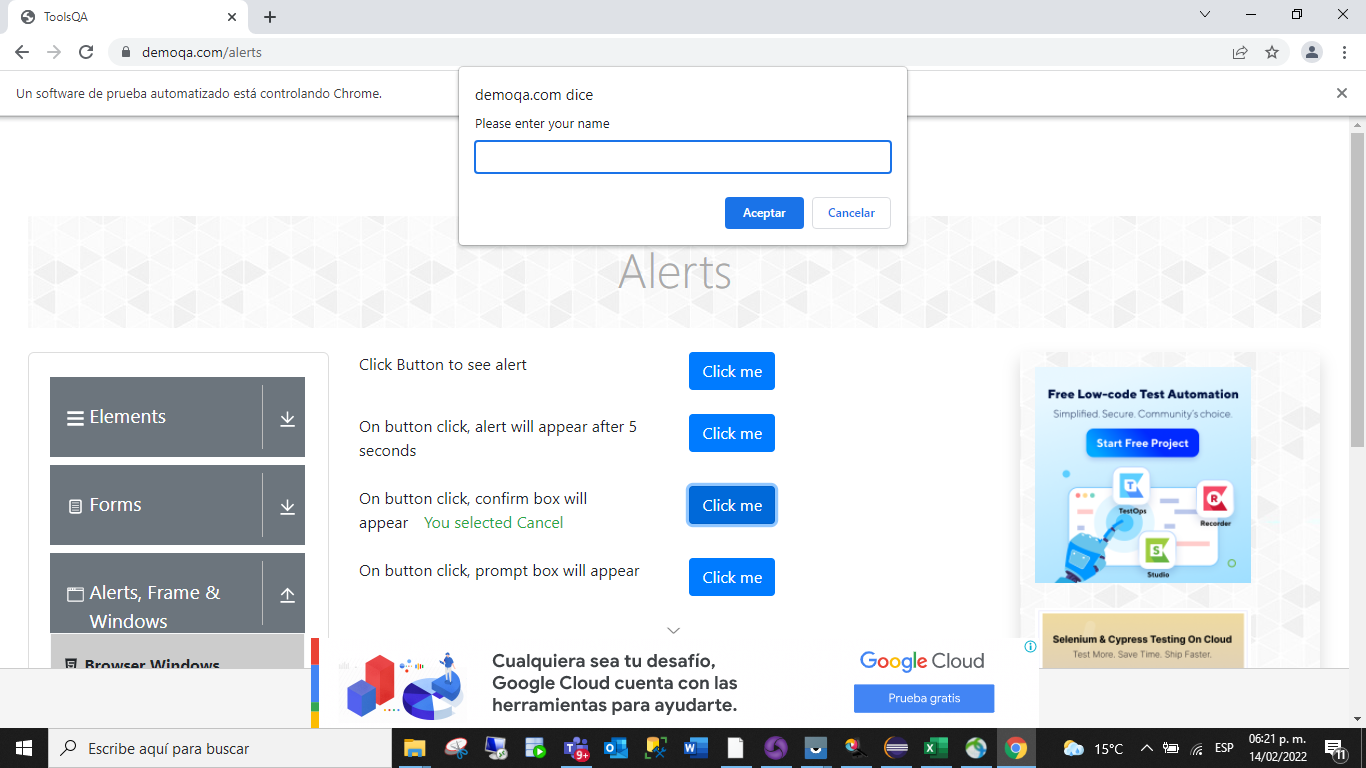 ToolsQA
demoqa.com/alerts
Un software de prueba automatizado está controlando Chrome.
demoqa.com dice
Please enter your name
Aceptar
Cancelar
Alerts
Elements
Forms
Alerts, Frame &
Windows
Browser Windows
Click Button to see alert
Click me
On button click, alert will appear after 5
seconds
Click me
On button click, confirm box will
appear You selected Cancel
Click me
On button click, prompt box will appear
Click me
Free Low-code Test Automation
Simplified. Secure. Community's choice.
Start Free Project
TestOps
Recorder
Studio
Selenium & Cypress Testing On Cloud
Test More. Save Time. Ship Faster.
Cualquiera sea tu desafío,
Google Cloud cuenta con las
herramientas para ayudarte.
Google Cloud
Prueba gratis
Escribe aquí para buscar
9+
15°C
ESP
06:21 p. m.
14/02/2022
11